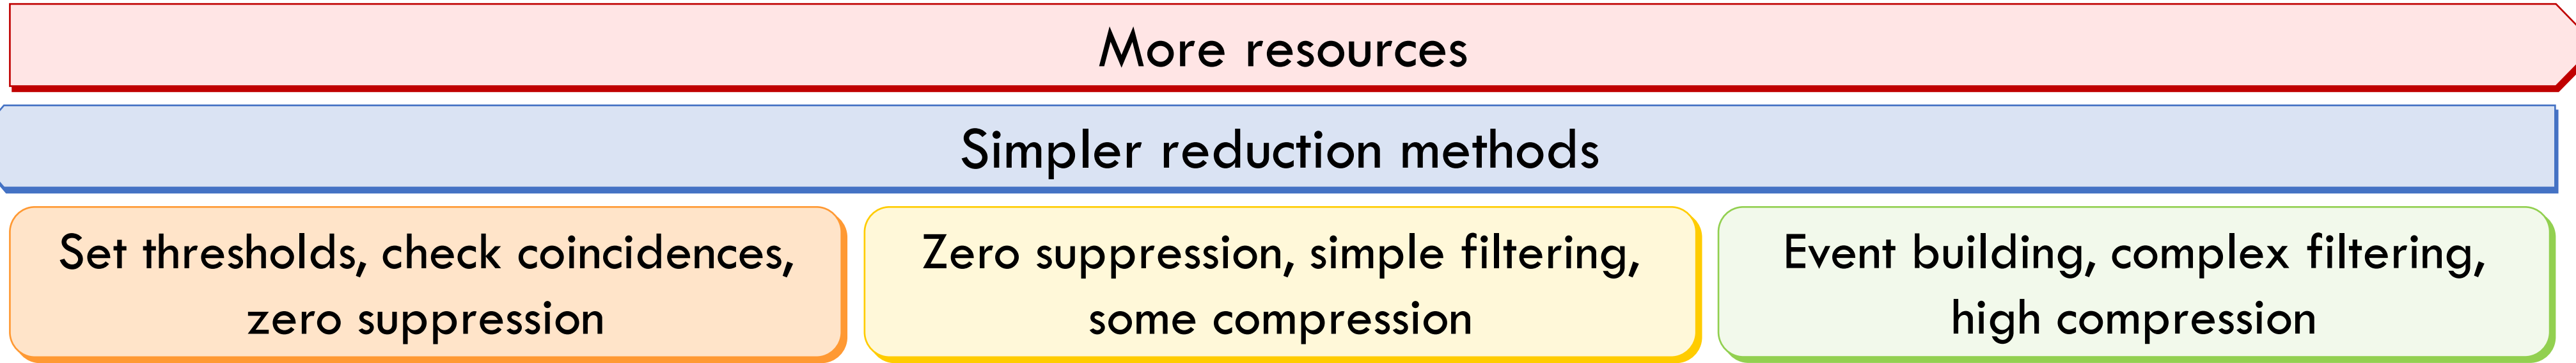 More resources
Simpler reduction methods
Set thresholds, check coincidences,
zero suppression
Zero suppression, simple filtering,
some compression
Event building, complex filtering,
high compression